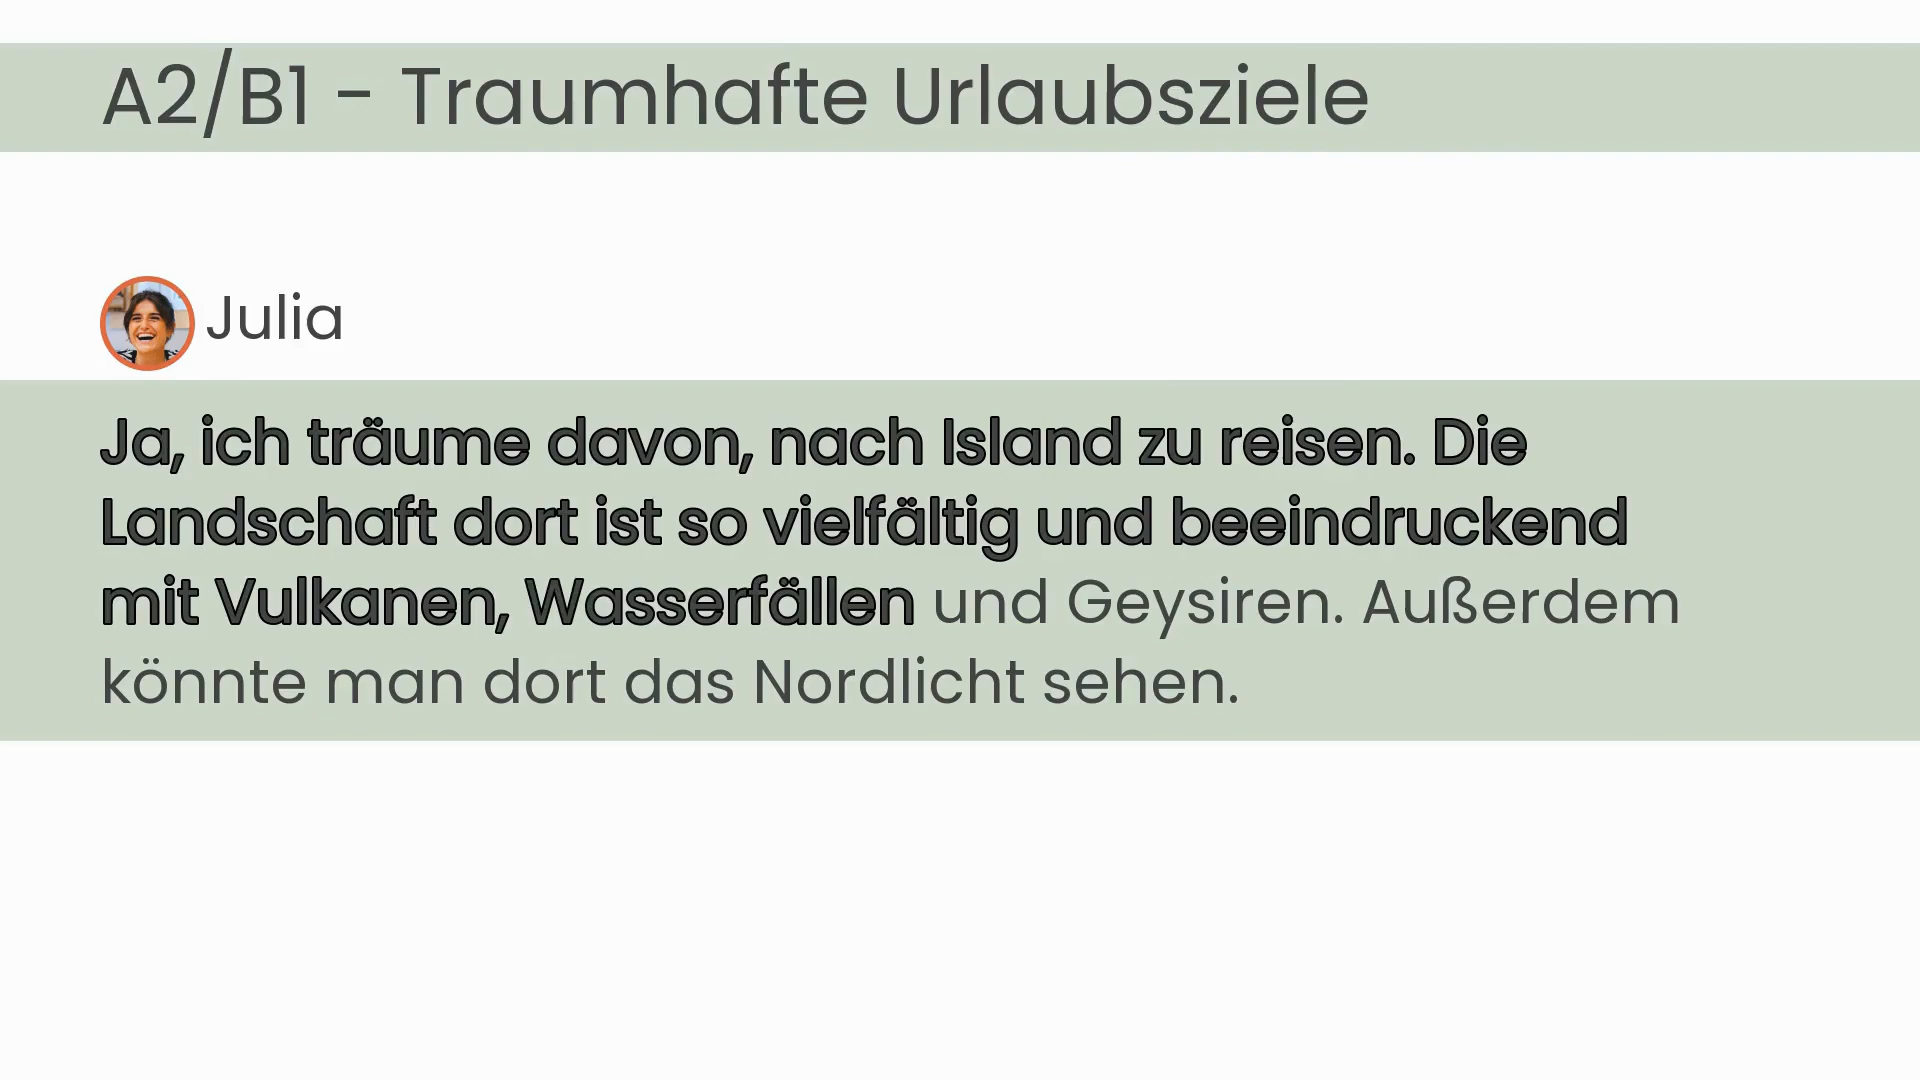 A2/B1 - Traumhafte Urlaubsziele
Julia
Ja, ich träume davon, nach Island zu reisen. Die
Landschaft dort ist so vielfältig und beeindruckend
mit Vulkanen, Wasserfällen und Geysiren. Außerdem
könnte man dort das Nordlicht sehen.